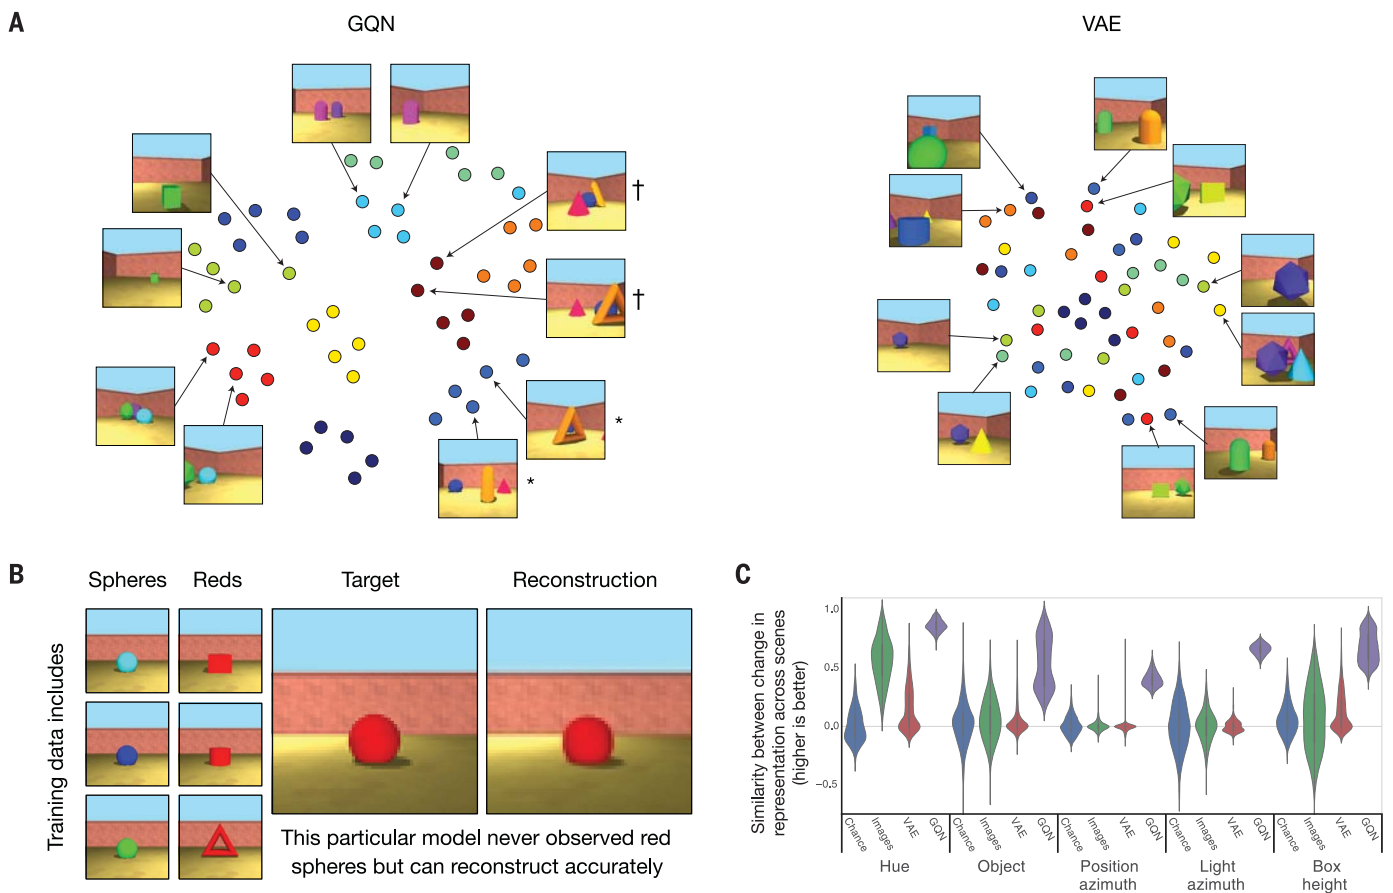 A
GQN
VAE
†
†
*
*
B
Spheres
Reds
Target
Reconstruction
Training data includes
This particular model never observed red
spheres but can reconstruct accurately
C
Similarity between change in
representation across scenes
(higher is better)
1.0
0.5
0.0
−0.5
Chance
Images
VAE
GQN
Chance
Images
VAE
GQN
Chance
Images
VAE
GQN
Chance
Images
VAE
GQN
Chance
Images
VAE
GQN
Hue
Object
Position
azimuth
Light
azimuth
Box
height